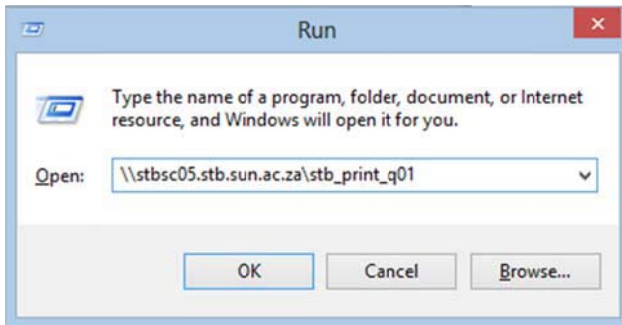 Run
Type the name of a program, folder, document, or Internet
resource, and Windows will open it for you.
Open: \\stbsc05.stb.sun.ac.za\stb_print_q01
OK Cancel Browse...